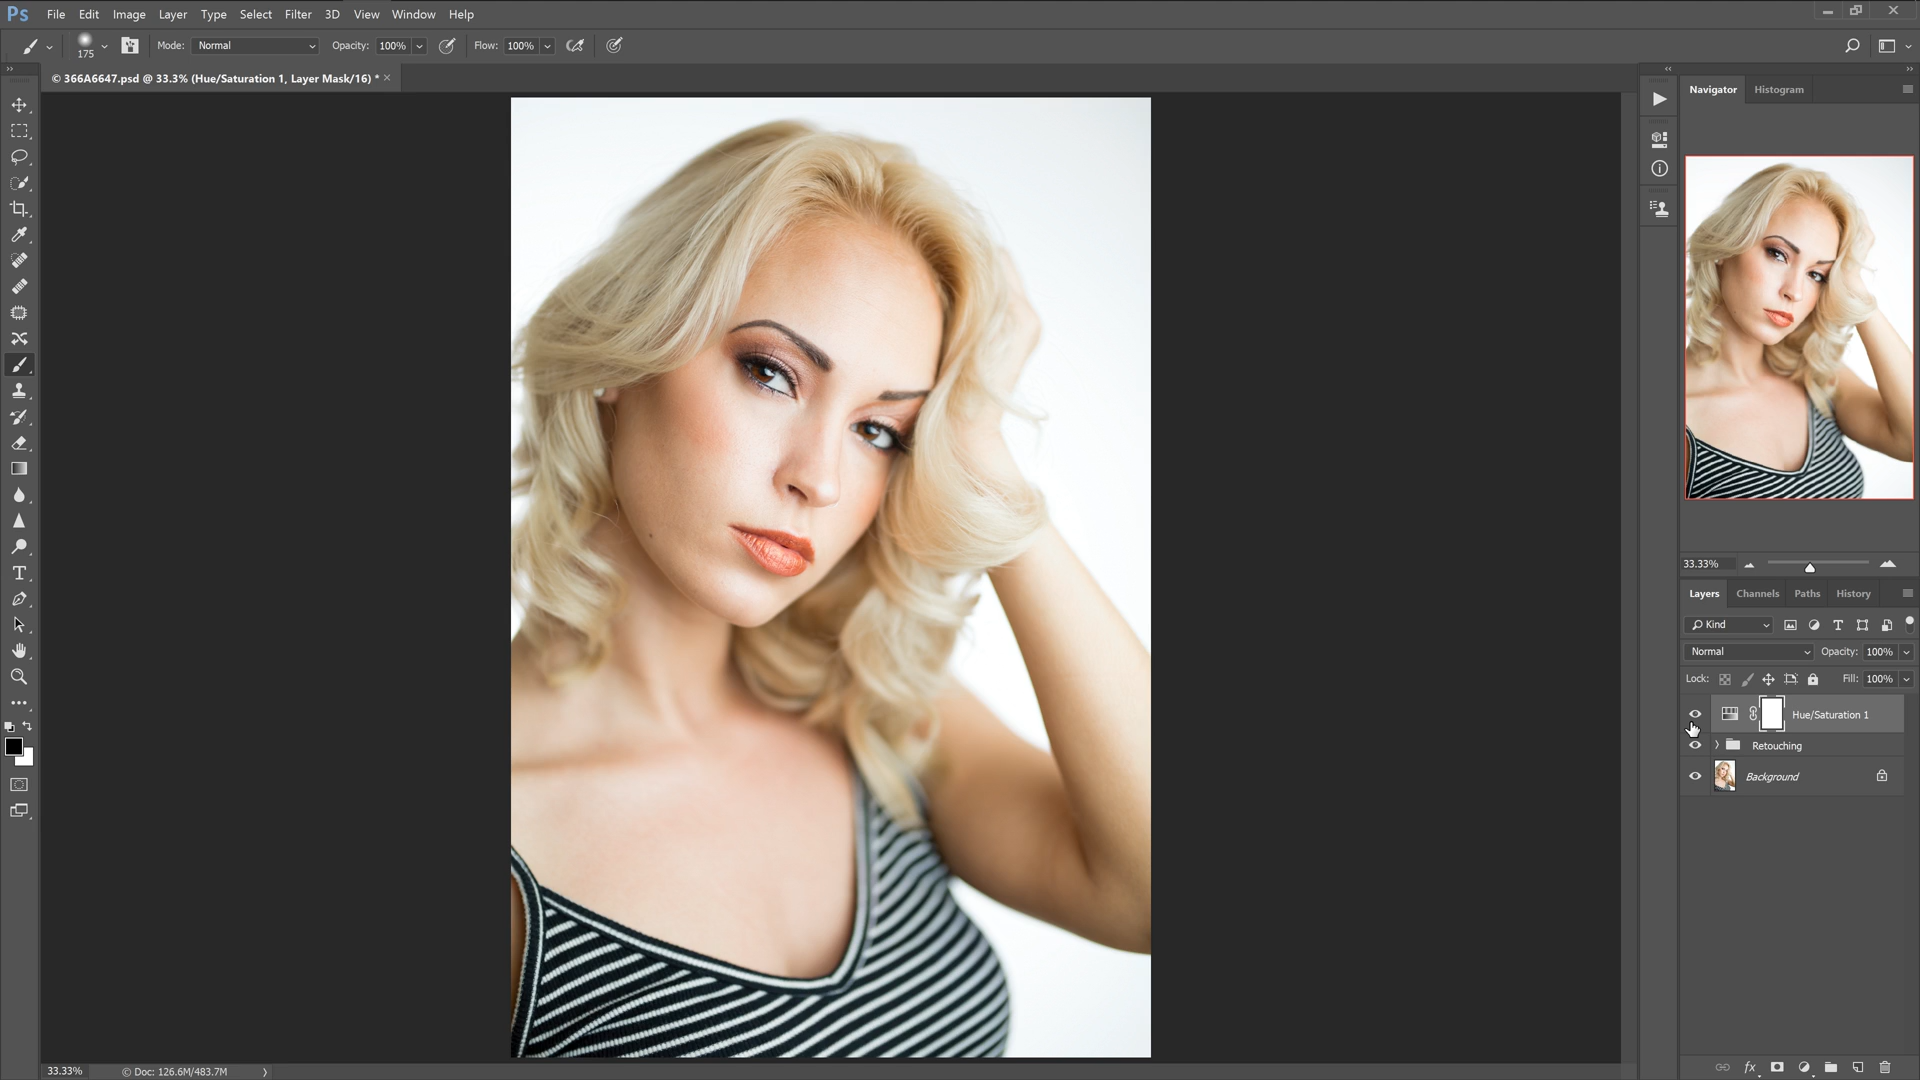 Ps File Edit Image Layer Type Select Filter 3D View Window Help
175 Mode: Normal Opacity: 100% Flow: 100%
© 366A6647.psd @ 33.3% (Hue/Saturation 1, Layer Mask/16) * ×
Navigator Histogram
33.33%
Layers Channels Paths History
Kind
Normal Opacity: 100%
Lock: Fill: 100%
Hue/Saturation 1
Retouching
Background
fx
33.33% © Doc: 126.6M/483.7M